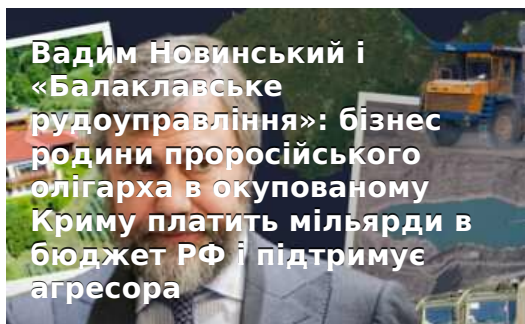 Вадим Новинський і
«Балаклавське
рудоуправління»: бізнес
родини проросійського
олігарха в окупованому
Криму платить мільярди в
бюджет РФ і підтримує
агресора